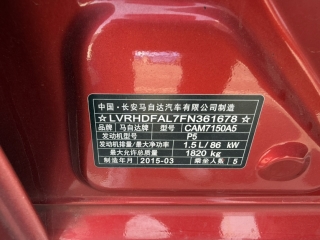 中国·长安马自达汽车有限公司制造
☆LVRHDFAL7FN361678☆
品牌 马自达牌 型号 CAM7150A5
发动机型号 P5
发动机排量/最大净功率 1.5 L/ 86 kW
最大允许总质量 1820 kg
制造年月 2015-03 乘坐人数 5